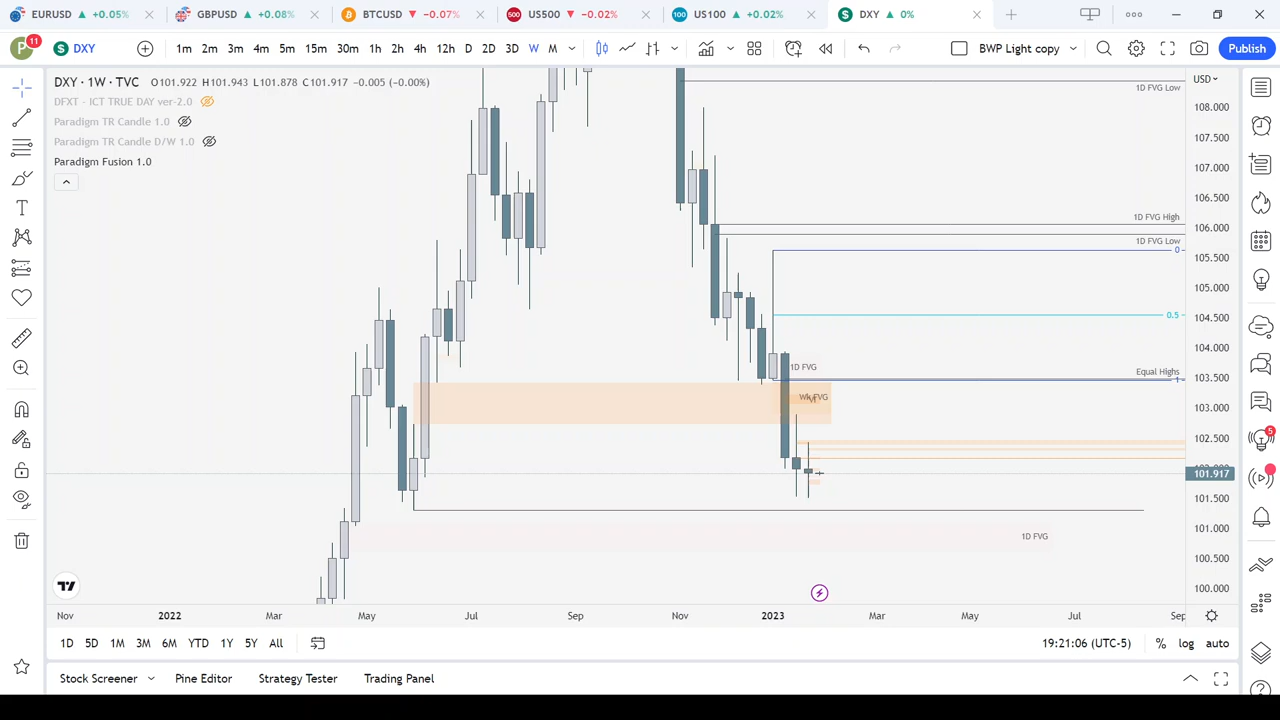 EURUSD ▲ +0.05%
GBPUSD ▲ +0.08%
BTCUSD ▼ −0.07%
500 US500 ▼ −0.02%
100 US100 ▲ +0.02%
$ DXY ▲ 0%
P 11 $ DXY
1m 2m 3m 4m 5m 15m 30m 1h 2h 4h 12h D 2D 3D W M
BWP Light copy
Publish
DXY · 1W · TVC O101.922 H101.943 L101.878 C101.917 −0.005 (−0.00%)
DFXT - ICT TRUE DAY ver-2.0
Paradigm TR Candle 1.0
Paradigm TR Candle D/W 1.0
Paradigm Fusion 1.0
USD
1D FVG Low
108.000
107.500
107.000
106.500
1D FVG High
106.000
1D FVG Low
0
105.500
105.000
104.500
0.5
104.000
1D FVG
Equal Highs
1
103.500
Wk FVG
103.000
102.500
101.917
101.500
101.000
1D FVG
100.500
100.000
5
Nov 2022 Mar May Jul Sep Nov 2023 Mar May Jul Sep
1D 5D 1M 3M 6M YTD 1Y 5Y All
19:21:06 (UTC-5) % log auto
Stock Screener Pine Editor Strategy Tester Trading Panel